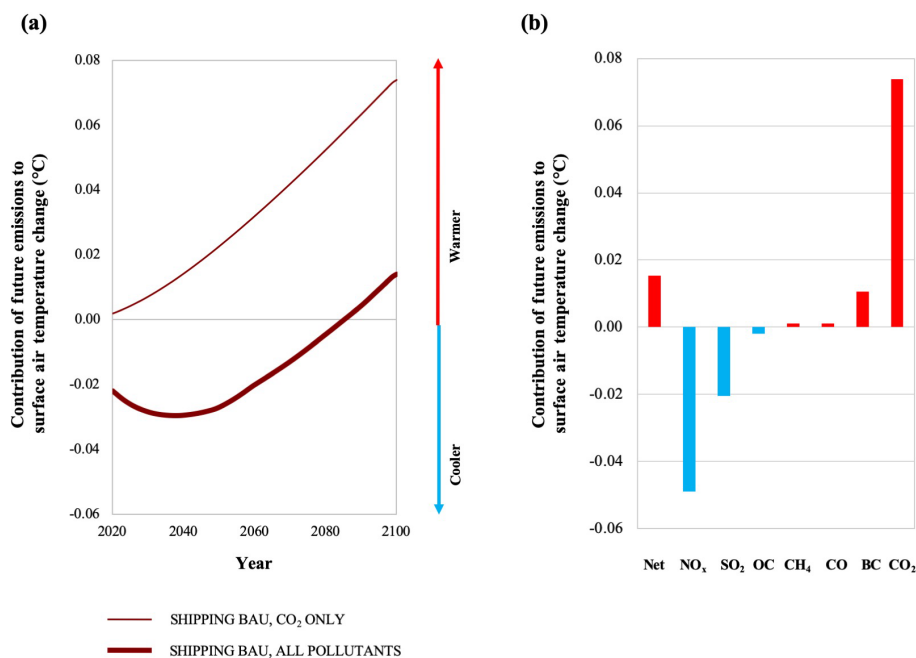 (a)
Contribution of future emissions to
surface air temperature change (°C)
0.08
0.06
0.04
0.02
0.00
-0.02
-0.04
-0.06
2020 2040 2060 2080 2100
Year
Warmer
Cooler
SHIPPING BAU, CO₂ ONLY
SHIPPING BAU, ALL POLLUTANTS
(b)
Contribution of future emissions to
surface air temperature change (°C)
0.08
0.06
0.04
0.02
0.00
-0.02
-0.04
-0.06
Net NOₓ SO₂ OC CH₄ CO BC CO₂